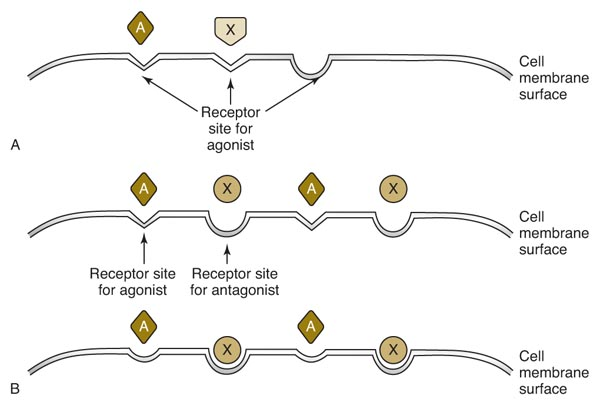 A
X
Cell
membrane
surface
Receptor
site for
agonist
A
A
X
A
X
Cell
membrane
surface
Receptor site
for agonist
Receptor site
for antagonist
A
X
A
X
Cell
membrane
surface
B